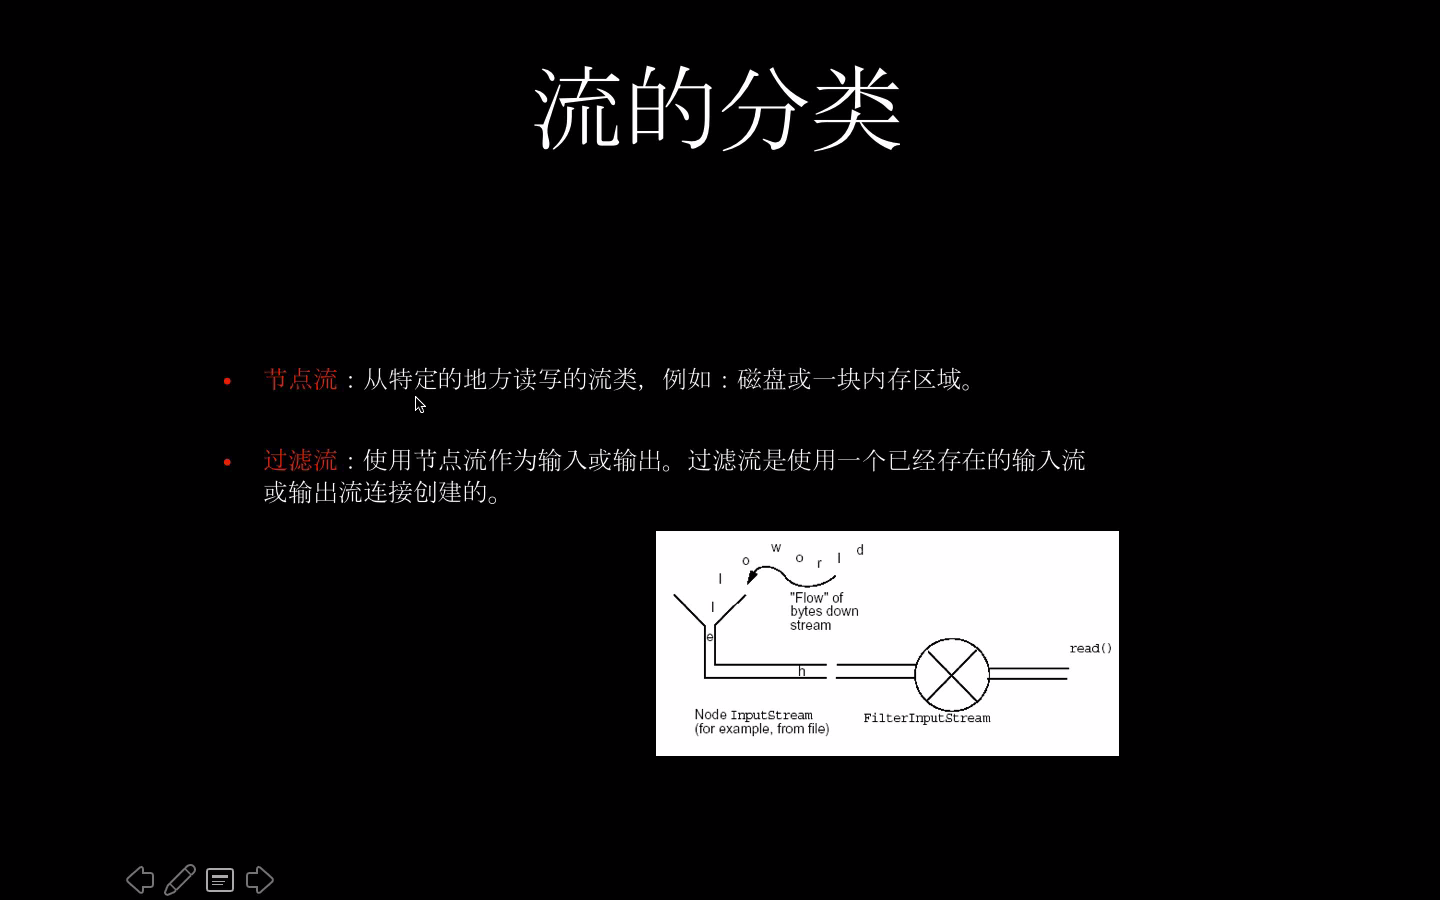 流的分类
• 节点流：从特定的地方读写的流类，例如：磁盘或一块内存区域。
• 过滤流：使用节点流作为输入或输出。过滤流是使用一个已经存在的输入流
或输出流连接创建的。
d
l
r
o
w
o
l
l
e
h
"Flow" of
bytes down
stream
read()
Node InputStream
(for example, from file)
FilterInputStream